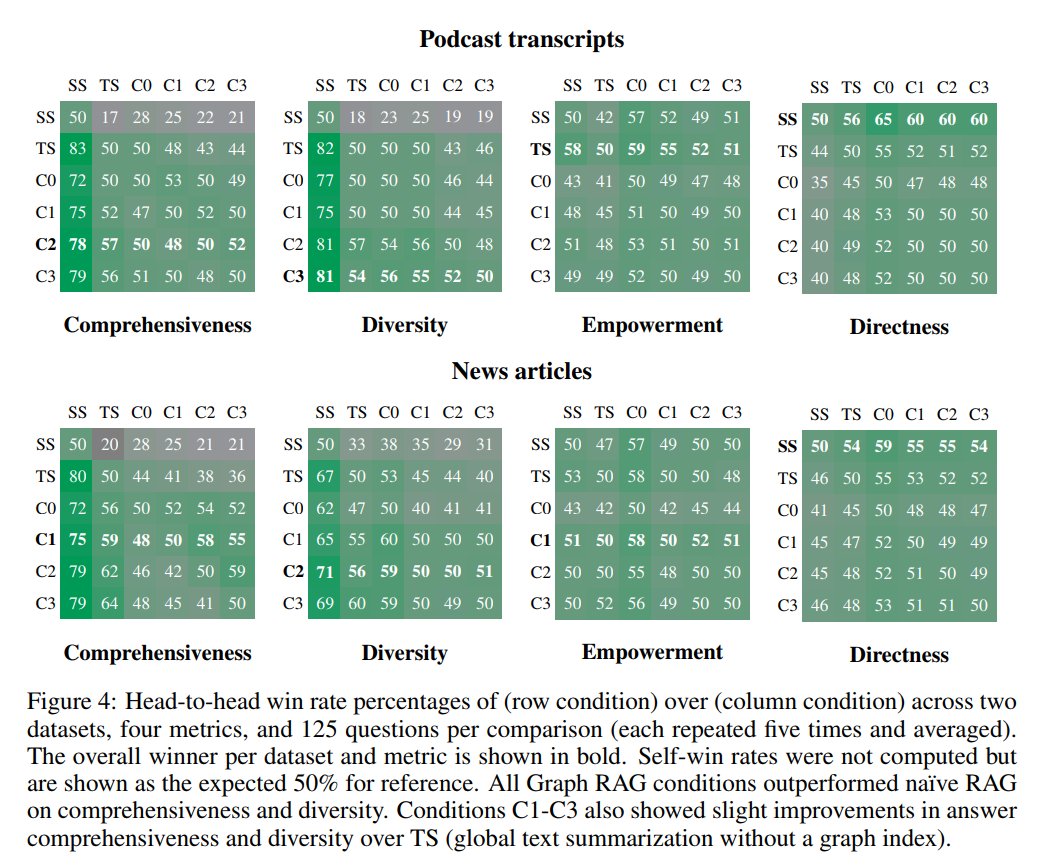 Podcast transcripts
SS TS C0 C1 C2 C3
SS 50 17 28 25 22 21
TS 83 50 50 48 43 44
C0 72 50 50 53 50 49
C1 75 52 47 50 52 50
C2 78 57 50 48 50 52
C3 79 56 51 50 48 50
Comprehensiveness
SS TS C0 C1 C2 C3
SS 50 18 23 25 19 19
TS 82 50 50 50 43 46
C0 77 50 50 50 46 44
C1 75 50 50 50 44 45
C2 81 57 54 56 50 48
C3 81 54 56 55 52 50
Diversity
SS TS C0 C1 C2 C3
SS 50 42 57 52 49 51
TS 58 50 59 55 52 51
C0 43 41 50 49 47 48
C1 48 45 51 50 49 50
C2 51 48 53 51 50 51
C3 49 49 52 50 49 50
Empowerment
SS TS C0 C1 C2 C3
SS 50 56 65 60 60 60
TS 44 50 55 52 51 52
C0 35 45 50 47 48 48
C1 40 48 53 50 50 50
C2 40 49 52 50 50 50
C3 40 48 52 50 50 50
Directness
News articles
SS TS C0 C1 C2 C3
SS 50 20 28 25 21 21
TS 80 50 44 41 38 36
C0 72 56 50 52 54 52
C1 75 59 48 50 58 55
C2 79 62 46 42 50 59
C3 79 64 48 45 41 50
Comprehensiveness
SS TS C0 C1 C2 C3
SS 50 33 38 35 29 31
TS 67 50 53 45 44 40
C0 62 47 50 40 41 41
C1 65 55 60 50 50 50
C2 71 56 59 50 50 51
C3 69 60 59 50 49 50
Diversity
SS TS C0 C1 C2 C3
SS 50 47 57 49 50 50
TS 53 50 58 50 50 48
C0 43 42 50 42 45 44
C1 51 50 58 50 52 51
C2 50 50 55 48 50 50
C3 50 52 56 49 50 50
Empowerment
SS TS C0 C1 C2 C3
SS 50 54 59 55 55 54
TS 46 50 55 53 52 52
C0 41 45 50 48 48 47
C1 45 47 52 50 49 49
C2 45 48 52 51 50 49
C3 46 48 53 51 51 50
Directness
Figure 4: Head-to-head win rate percentages of (row condition) over (column condition) across two
datasets, four metrics, and 125 questions per comparison (each repeated five times and averaged).
The overall winner per dataset and metric is shown in bold. Self-win rates were not computed but
are shown as the expected 50% for reference. All Graph RAG conditions outperformed naïve RAG
on comprehensiveness and diversity. Conditions C1-C3 also showed slight improvements in answer
comprehensiveness and diversity over TS (global text summarization without a graph index).